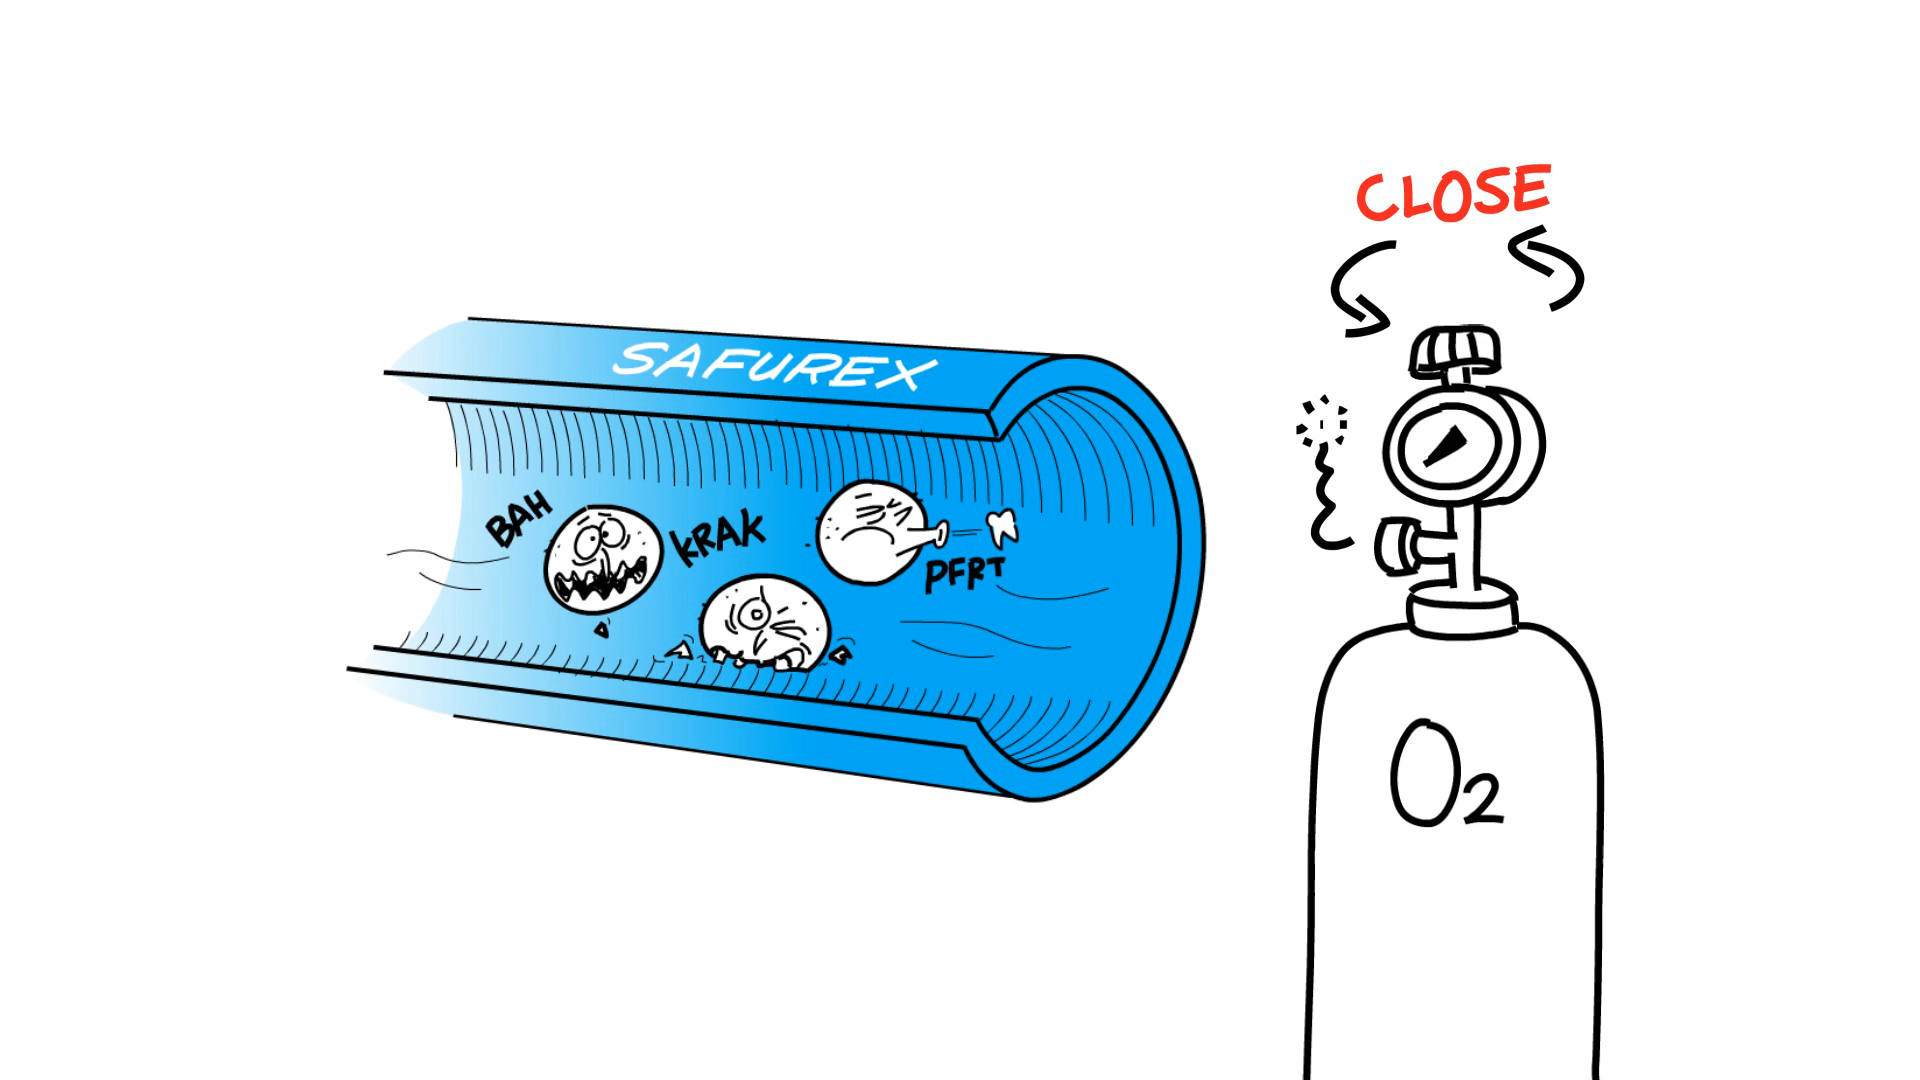 SAFUREX
BAH
KRAK
PFRT
CLOSE
O2